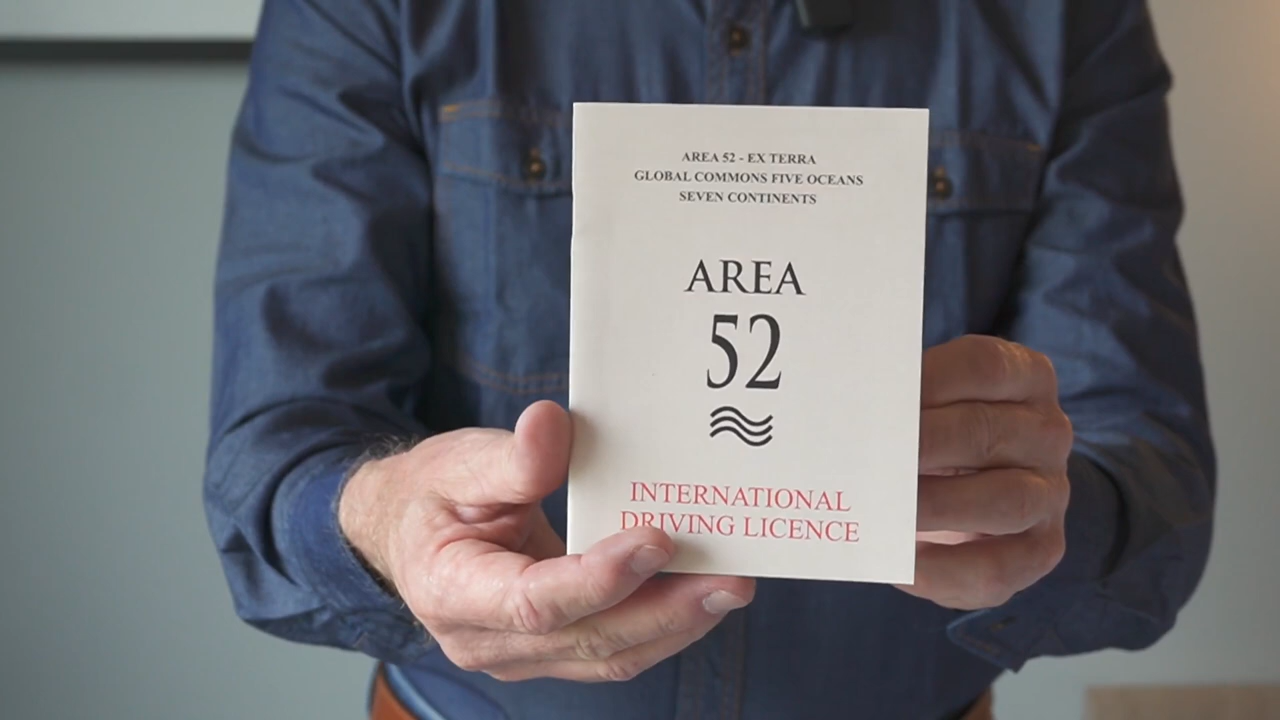 AREA 52 - EX TERRA
GLOBAL COMMONS FIVE OCEANS
SEVEN CONTINENTS
AREA
52
INTERNATIONAL
DRIVING LICENCE